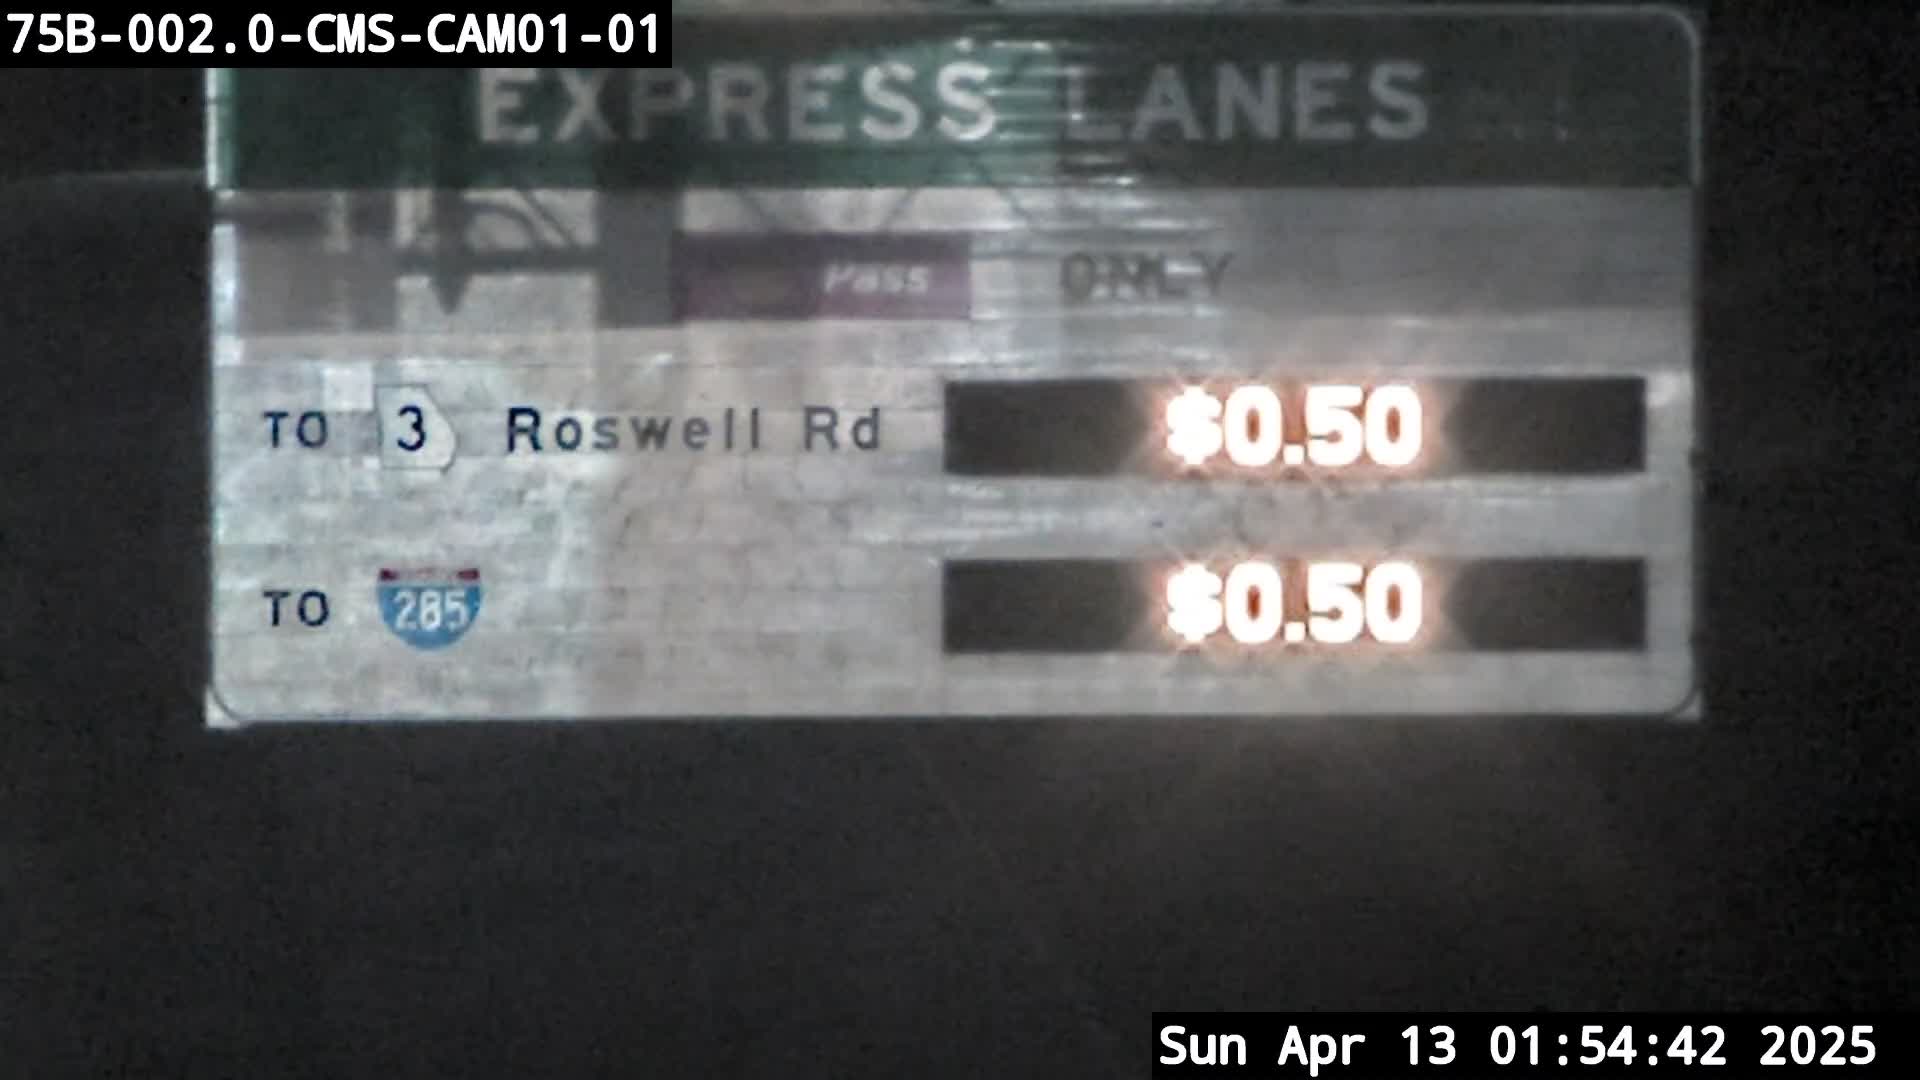 75B-002.0-CMS-CAM01-01
EXPRESS LANES
Pass ONLY
TO 3 Roswell Rd $0.50
TO 285 $0.50
Sun Apr 13 01:54:42 2025